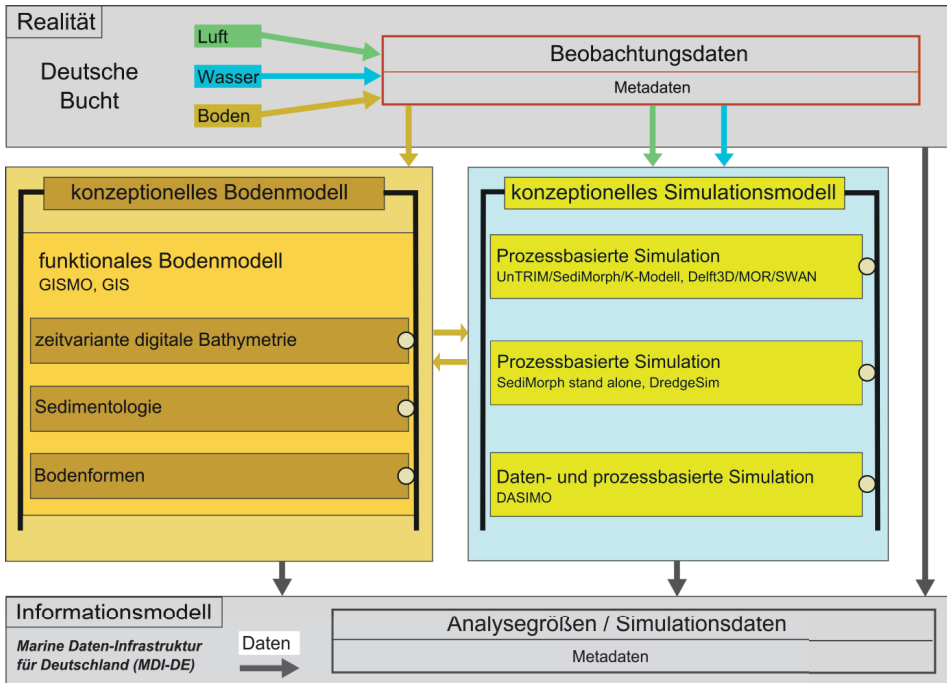 Realität
Deutsche
Bucht
Luft
Wasser
Boden
Beobachtungsdaten
Metadaten
konzeptionelles Bodenmodell
funktionales Bodenmodell
GISMO, GIS
zeitvariante digitale Bathymetrie
Sedimentologie
Bodenformen
konzeptionelles Simulationsmodell
Prozessbasierte Simulation
UnTRIM/SediMorph/K-Modell, Delft3D/MOR/SWAN
Prozessbasierte Simulation
SediMorph stand alone, DredgeSim
Daten- und prozessbasierte Simulation
DASIMO
Informationsmodell
Marine Daten-Infrastruktur
für Deutschland (MDI-DE)
Daten
Analysegrößen / Simulationsdaten
Metadaten